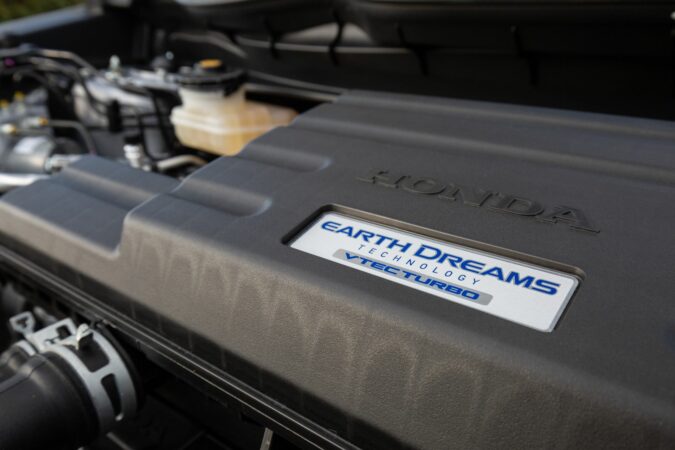 HONDA
EARTH DREAMS
TECHNOLOGY
VTEC TURBO